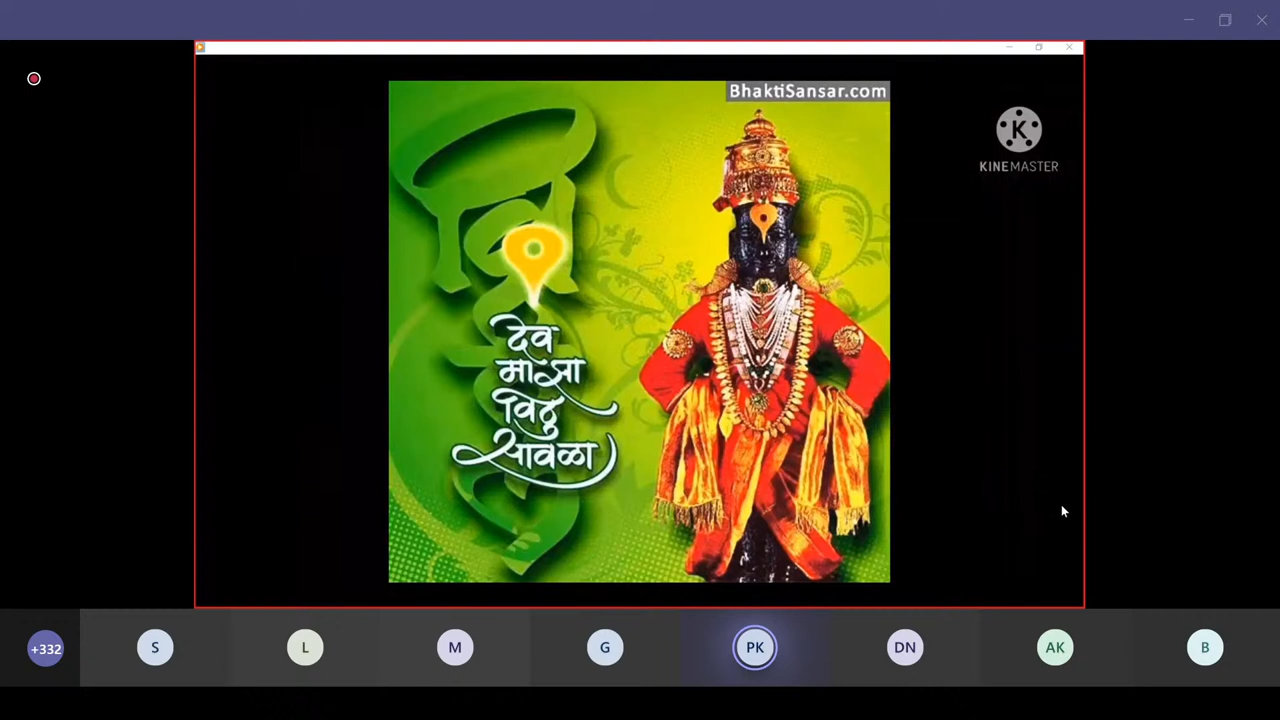 BhaktiSansar.com
KINEMASTER
K
वि
देव
माझा
विठु
सावळा
+332
S
L
M
G
PK
DN
AK
B